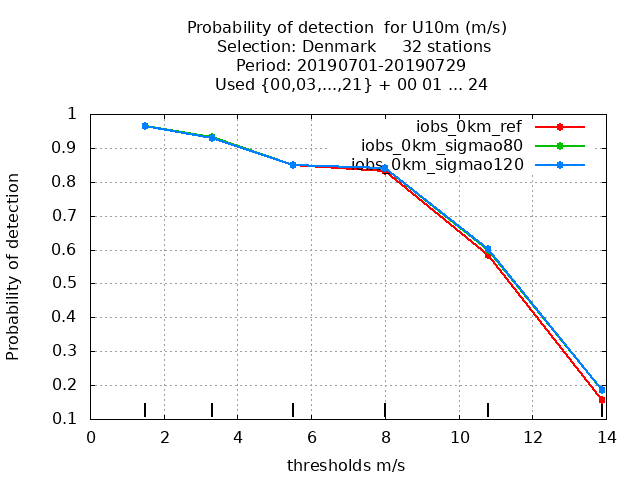 Probability of detection  for U10m (m/s)
Selection: Denmark     32 stations
Period: 20190701-20190729
Used {00,03,...,21} + 00 01 ... 24
iobs_0km_ref
iobs_0km_sigmao80
iobs_0km_sigmao120
Probability of detection
1
0.9
0.8
0.7
0.6
0.5
0.4
0.3
0.2
0.1
0 2 4 6 8 10 12 14
thresholds m/s